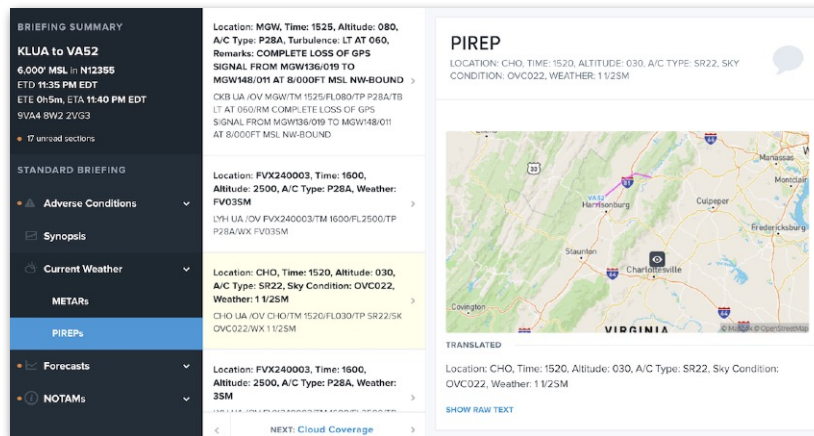 BRIEFING SUMMARY
KLUA to VA52
6,000' MSL in N12355
ETD 11:35 PM EDT
ETE 0h5m, ETA 11:40 PM EDT
9VA4 8W2 2VG3
17 unread sections
STANDARD BRIEFING
Adverse Conditions
Synopsis
Current Weather
METARs
PIREPs
Forecasts
NOTAMs
Location: MGW, Time: 1525, Altitude: 080,
A/C Type: P28A, Turbulence: LT AT 060,
Remarks: COMPLETE LOSS OF GPS
SIGNAL FROM MGW136/019 TO
MGW148/011 AT 8/000FT MSL NW-BOUND
CKB UA /OV MGW/TM 1525/FL080/TP P28A/TB
LT AT 060/RM COMPLETE LOSS OF GPS
SIGNAL FROM MGW136/019 TO MGW148/011
AT 8/000FT MSL NW-BOUND
Location: FVX240003, Time: 1600,
Altitude: 2500, A/C Type: P28A, Weather:
FV03SM
LYH UA /OV FVX240003/TM 1600/FL2500/TP
P28A/WX FV03SM
Location: CHO, Time: 1520, Altitude: 030,
A/C Type: SR22, Sky Condition: OVC022,
Weather: 1 1/2SM
CHO UA /OV CHO/TM 1520/FL030/TP SR22/SK
OVC022/WX 1 1/2SM
Location: FVX240003, Time: 1600,
Altitude: 2500, A/C Type: P28A, Weather:
3SM
NEXT: Cloud Coverage
PIREP
LOCATION: CHO, TIME: 1520, ALTITUDE: 030, A/C TYPE: SR22, SKY
CONDITION: OVC022, WEATHER: 1 1/2SM
66
Manassas
33
Montclair
81
VA52
Harrisonburg
Culpeper
Fredericksburg
Staunton
64
Charlottesville
Covington
64
VIRGINIA
© Mapbox © OpenStreetMap
TRANSLATED
Location: CHO, Time: 1520, Altitude: 030, A/C Type: SR22, Sky Condition:
OVC022, Weather: 1 1/2SM
SHOW RAW TEXT